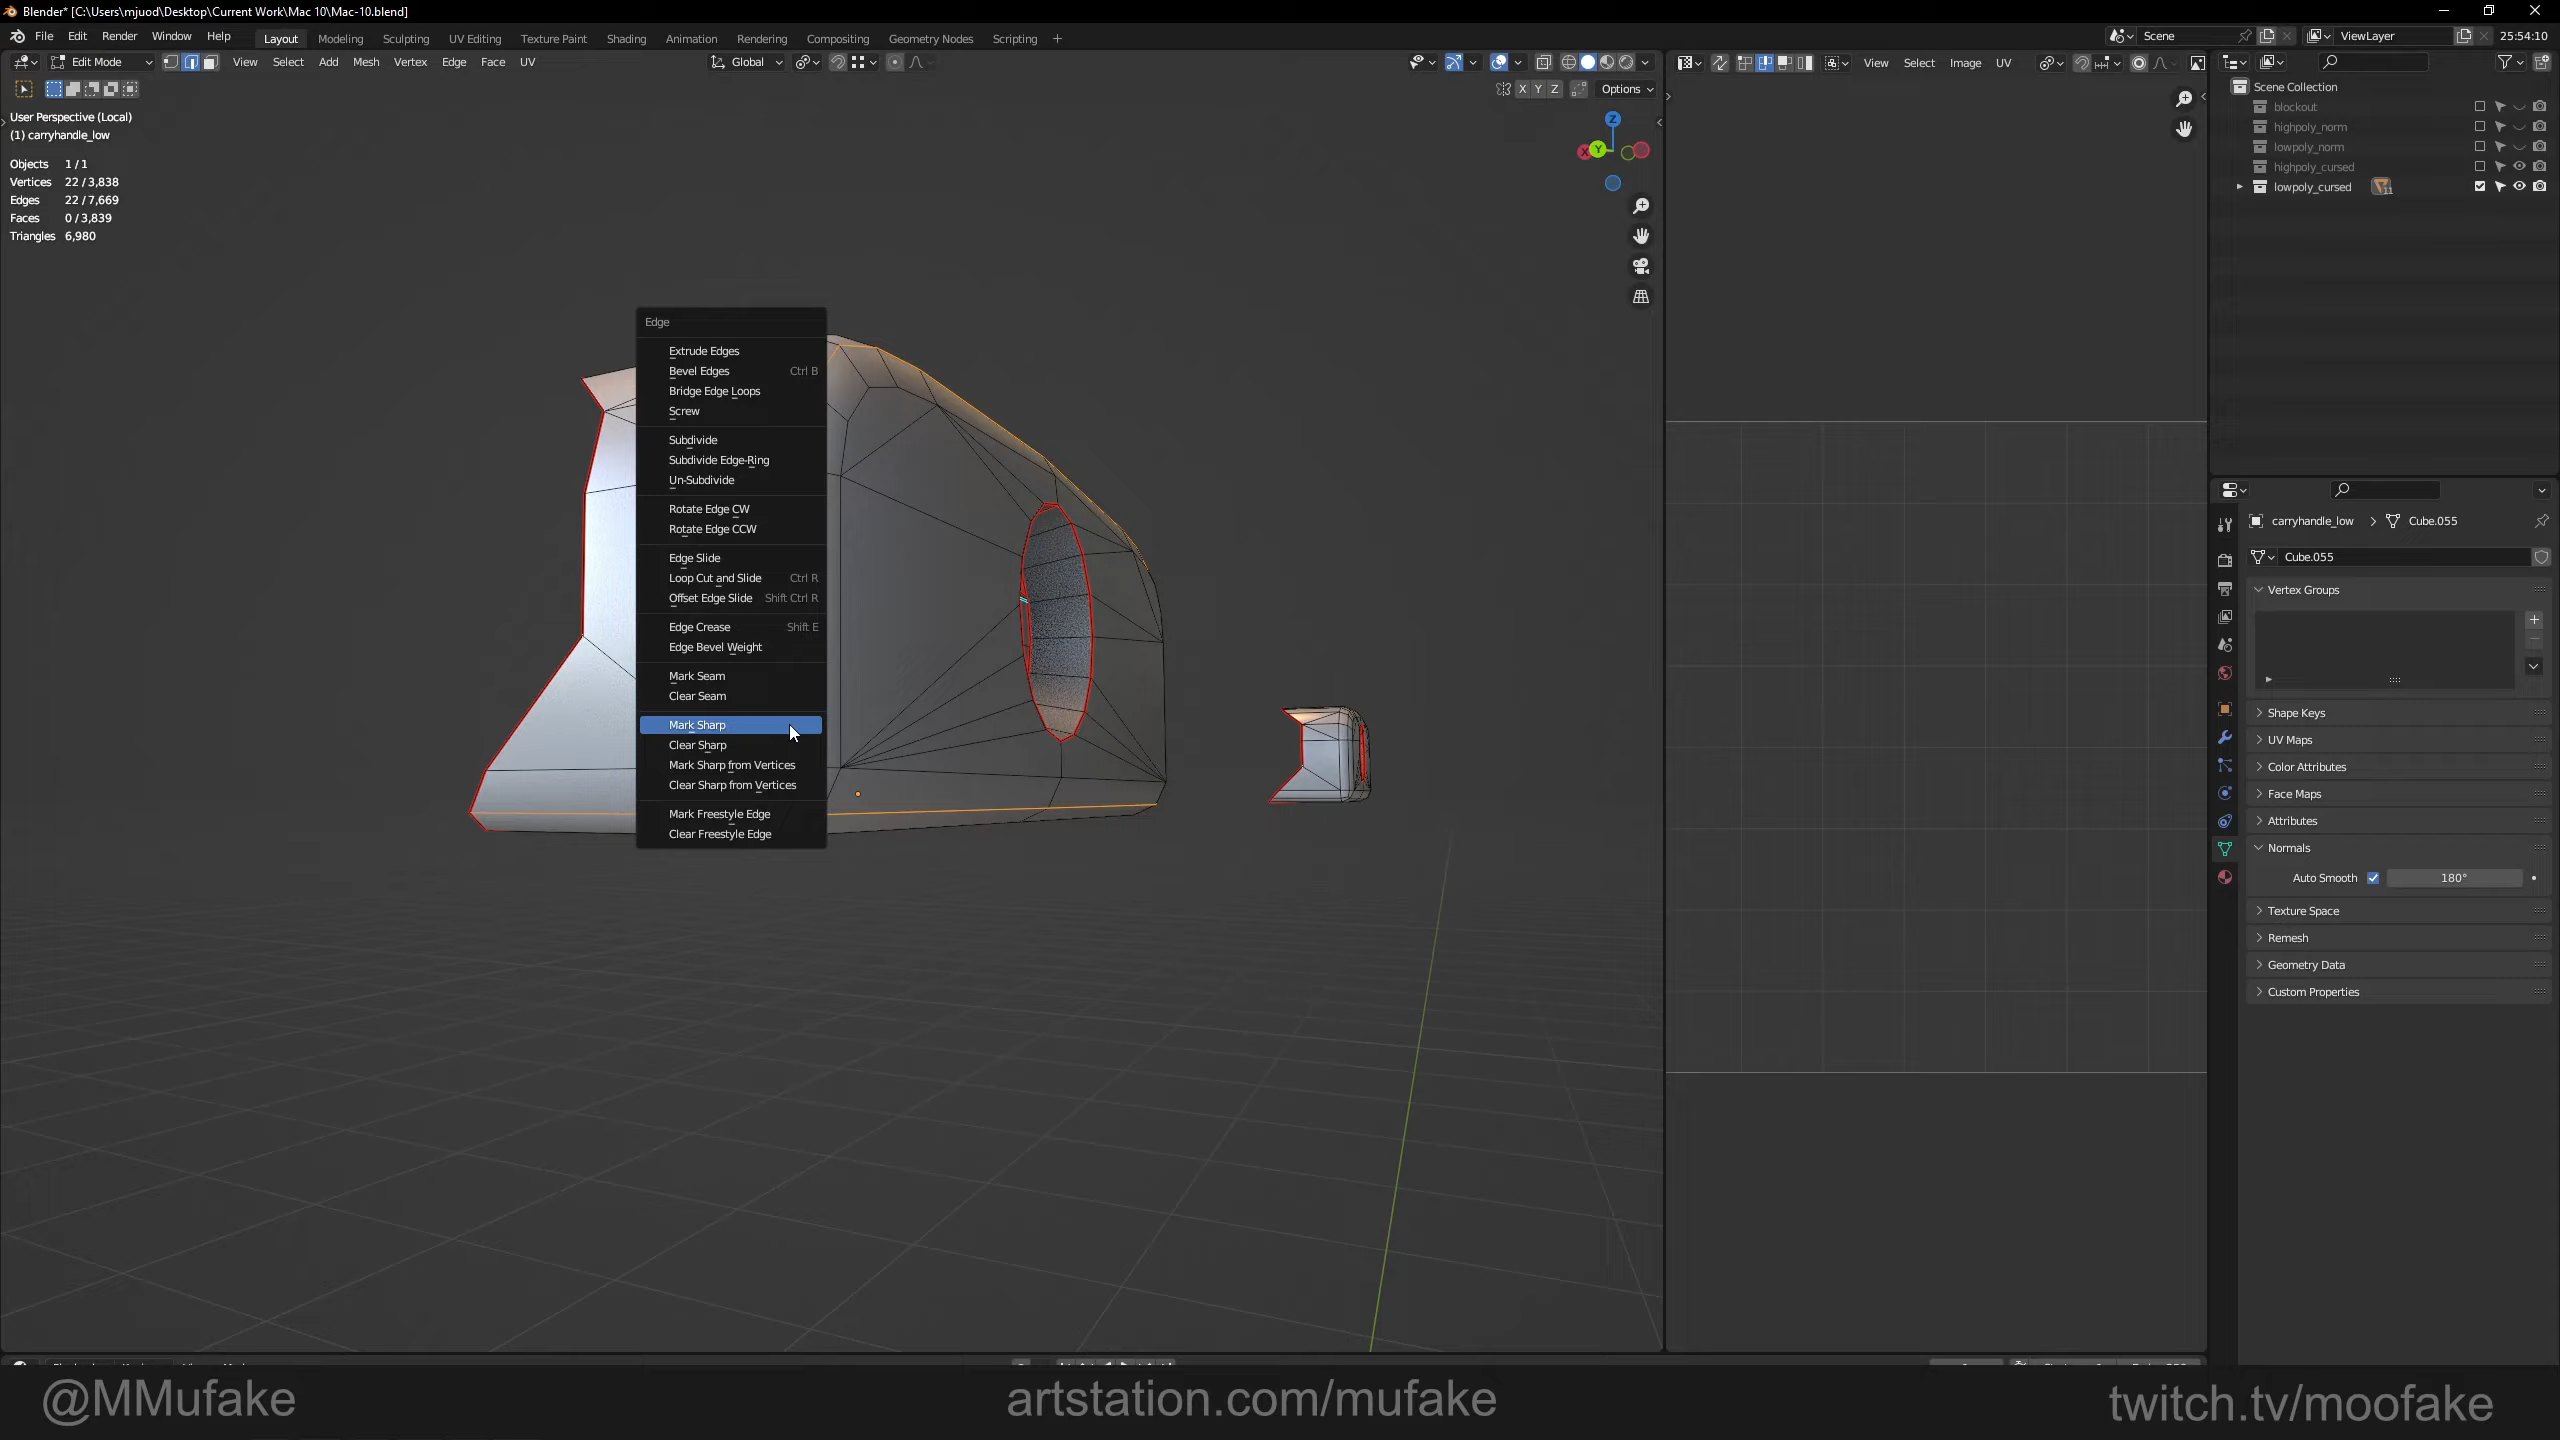 Blender* [C:\Users\mjuod\Desktop\Current Work\Mac 10\Mac-10.blend]
File Edit Render Window Help Layout Modeling Sculpting UV Editing Texture Paint Shading Animation Rendering Compositing Geometry Nodes Scripting + Scene ViewLayer 25:54:10
Edit Mode View Select Add Mesh Vertex Edge Face UV Global View Select Image UV
X Y Z Options
User Perspective (Local)
(1) carryhandle_low
Objects 1/1
Vertices 22/3,838
Edges 22/7,669
Faces 0/3,839
Triangles 6,980
Z
X Y
Edge
Extrude Edges
Bevel Edges Ctrl B
Bridge Edge Loops
Screw
Subdivide
Subdivide Edge-Ring
Un-Subdivide
Rotate Edge CW
Rotate Edge CCW
Edge Slide
Loop Cut and Slide Ctrl R
Offset Edge Slide Shift Ctrl R
Edge Crease Shift E
Edge Bevel Weight
Mark Seam
Clear Seam
Mark Sharp
Clear Sharp
Mark Sharp from Vertices
Clear Sharp from Vertices
Mark Freestyle Edge
Clear Freestyle Edge
Scene Collection
blockout
highpoly_norm
lowpoly_norm
highpoly_cursed
lowpoly_cursed 11
carryhandle_low Cube.055
Cube.055
Vertex Groups
Shape Keys
UV Maps
Color Attributes
Face Maps
Attributes
Normals
Auto Smooth 180°
Texture Space
Remesh
Geometry Data
Custom Properties
@MMufake artstation.com/mufake twitch.tv/moofake